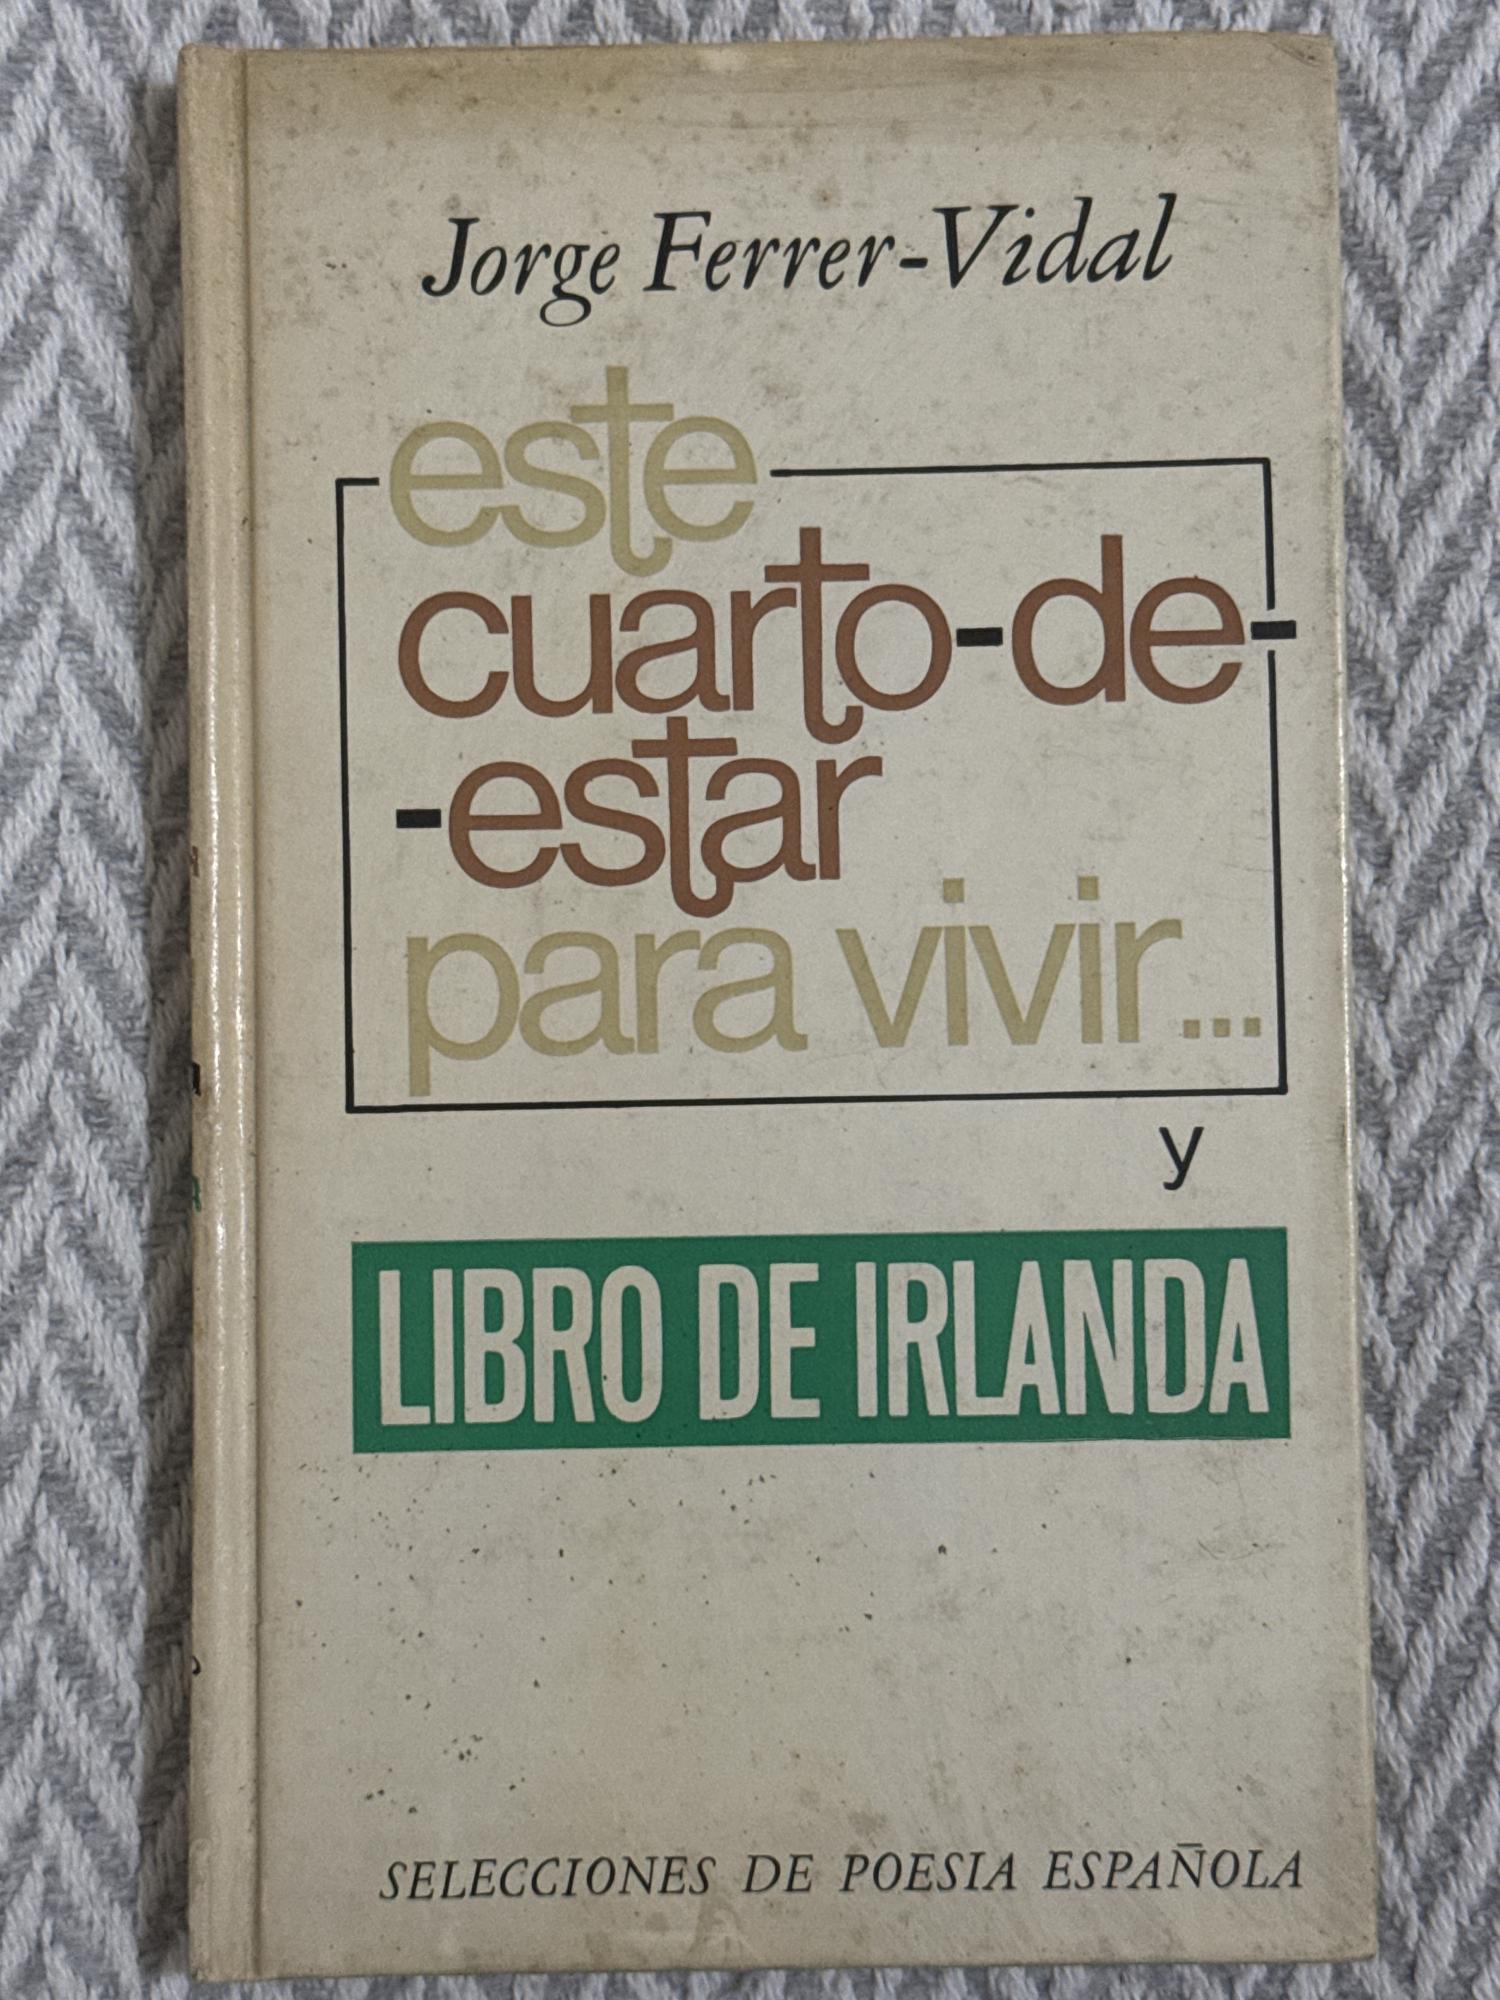 Jorge Ferrer-Vidal
este
cuarto-de-
-estar
para vivir...
y
LIBRO DE IRLANDA
SELECCIONES DE POESIA ESPAÑOLA